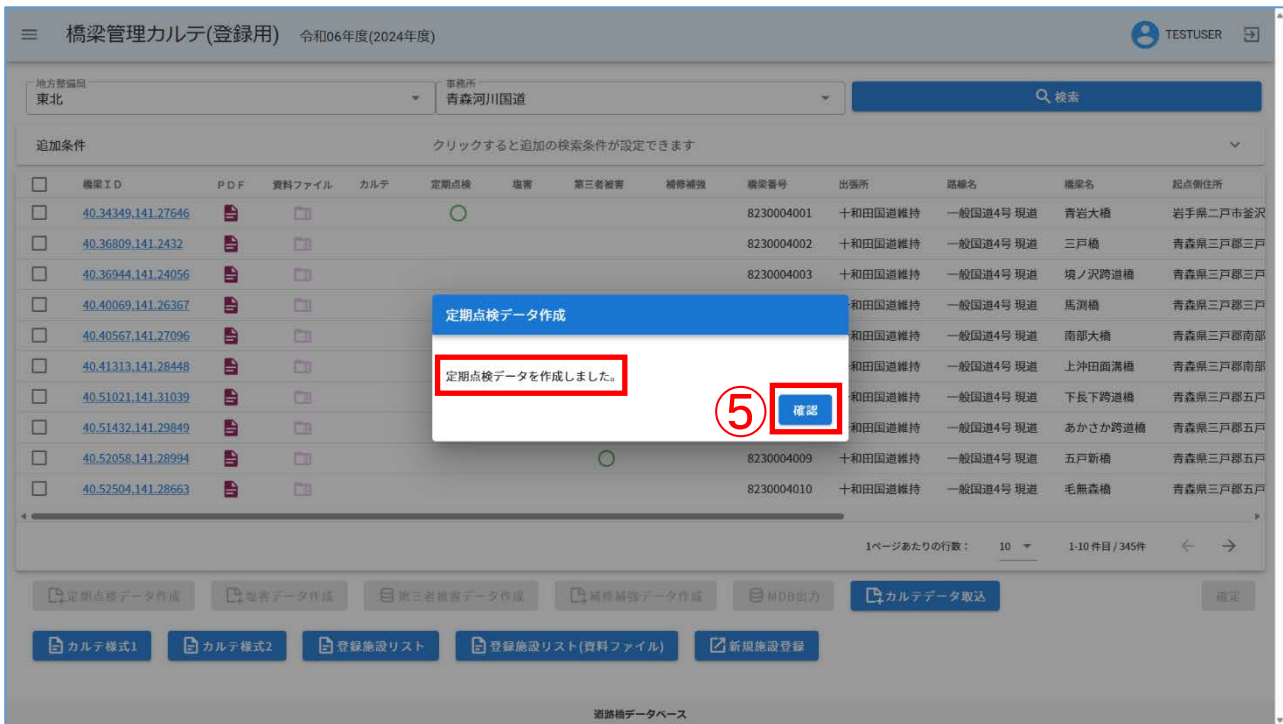 橋梁管理カルテ(登録用) 令和06年度(2024年度) TESTUSER
地方整備局 事務所
東北 青森河川国道 検索
追加条件 クリックすると追加の検索条件が設定できます
橋梁ID PDF 資料ファイル カルテ 定期点検 塩害 第三者被害 補修補強 橋梁番号 出張所 路線名 橋梁名 起点側住所
40.34349,141.27646 8230004001 十和田国道維持 一般国道4号 現道 青岩大橋 岩手県二戸市釜沢
40.36809,141.2432 8230004002 十和田国道維持 一般国道4号 現道 三戸橋 青森県三戸郡三戸
40.36944,141.24056 8230004003 十和田国道維持 一般国道4号 現道 境ノ沢跨道橋 青森県三戸郡三戸
40.40069,141.26367 和田国道維持 一般国道4号 現道 馬渕橋 青森県三戸郡三戸
40.40567,141.27096 和田国道維持 一般国道4号 現道 南部大橋 青森県三戸郡南部
40.41313,141.28448 和田国道維持 一般国道4号 現道 上沖田面溝橋 青森県三戸郡南部
40.51021,141.31039 和田国道維持 一般国道4号 現道 下長下跨道橋 青森県三戸郡五戸
40.51432,141.29849 和田国道維持 一般国道4号 現道 あかさか跨道橋 青森県三戸郡五戸
40.52058,141.28994 8230004009 十和田国道維持 一般国道4号 現道 五戸新橋 青森県三戸郡五戸
40.52504,141.28663 8230004010 十和田国道維持 一般国道4号 現道 毛無森橋 青森県三戸郡五戸
定期点検データ作成
定期点検データを作成しました。
⑤ 確認
1ページあたりの行数： 10 1-10 件目 / 345件
定期点検データ作成 塩害データ作成 第三者被害データ作成 補修補強データ作成 MDB出力 カルテデータ取込 確定
カルテ様式1 カルテ様式2 登録施設リスト 登録施設リスト(資料ファイル) 新規施設登録
道路橋データベース